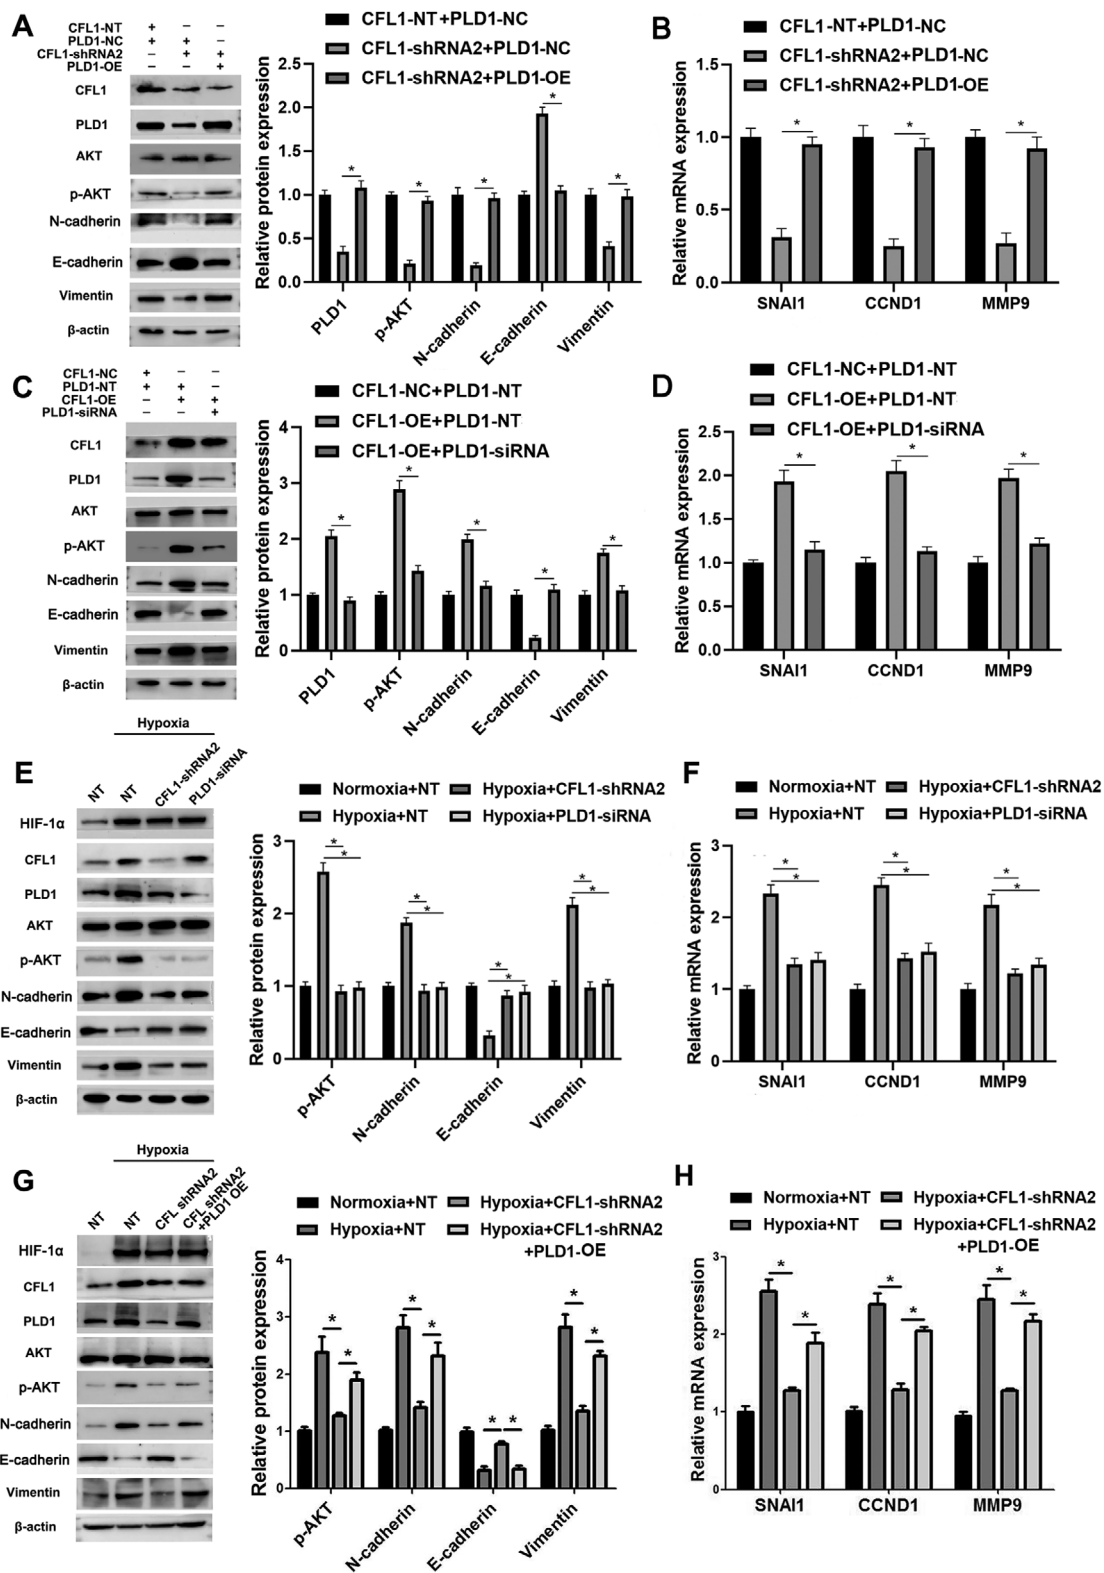 A
CFL1-NT + – –
PLD1-NC + + –
CFL1-shRNA2 – + +
PLD1-OE – – +
CFL1
PLD1
AKT
p-AKT
N-cadherin
E-cadherin
Vimentin
β-actin
CFL1-NT+PLD1-NC
CFL1-shRNA2+PLD1-NC
CFL1-shRNA2+PLD1-OE
Relative protein expression
2.5
2.0
1.5
1.0
0.5
0.0
* * * * *
PLD1 p-AKT N-cadherin E-cadherin Vimentin
B
CFL1-NT+PLD1-NC
CFL1-shRNA2+PLD1-NC
CFL1-shRNA2+PLD1-OE
Relative mRNA expression
1.5
1.0
0.5
0.0
* * *
SNAI1 CCND1 MMP9
C
CFL1-NC + – –
PLD1-NT + + –
CFL1-OE – + +
PLD1-siRNA – – +
CFL1
PLD1
AKT
p-AKT
N-cadherin
E-cadherin
Vimentin
β-actin
CFL1-NC+PLD1-NT
CFL1-OE+PLD1-NT
CFL1-OE+PLD1-siRNA
Relative protein expression
4
3
2
1
0
* * * * *
PLD1 p-AKT N-cadherin E-cadherin Vimentin
D
CFL1-NC+PLD1-NT
CFL1-OE+PLD1-NT
CFL1-OE+PLD1-siRNA
Relative mRNA expression
2.5
2.0
1.5
1.0
0.5
0.0
* * *
SNAI1 CCND1 MMP9
E
Hypoxia
NT NT CFL1-shRNA2 PLD1-siRNA
HIF-1α
CFL1
PLD1
AKT
p-AKT
N-cadherin
E-cadherin
Vimentin
β-actin
Normoxia+NT Hypoxia+CFL1-shRNA2
Hypoxia+NT Hypoxia+PLD1-siRNA
Relative protein expression
3
2
1
0
* * * *
* * * *
p-AKT N-cadherin E-cadherin Vimentin
F
Normoxia+NT Hypoxia+CFL1-shRNA2
Hypoxia+NT Hypoxia+PLD1-siRNA
Relative mRNA expression
3
2
1
0
* * *
* * *
SNAI1 CCND1 MMP9
G
Hypoxia
NT NT CFL shRNA2 CFL shRNA2
+PLD1 OE
HIF-1α
CFL1
PLD1
AKT
p-AKT
N-cadherin
E-cadherin
Vimentin
β-actin
Normoxia+NT Hypoxia+CFL1-shRNA2
Hypoxia+NT Hypoxia+CFL1-shRNA2
+PLD1-OE
Relative protein expression
4
3
2
1
0
* * * *
* * * *
p-AKT N-cadherin E-cadherin Vimentin
H
Normoxia+NT Hypoxia+CFL1-shRNA2
Hypoxia+NT Hypoxia+CFL1-shRNA2
+PLD1-OE
Relative mRNA expression
3
2
1
0
* * *
* * *
SNAI1 CCND1 MMP9